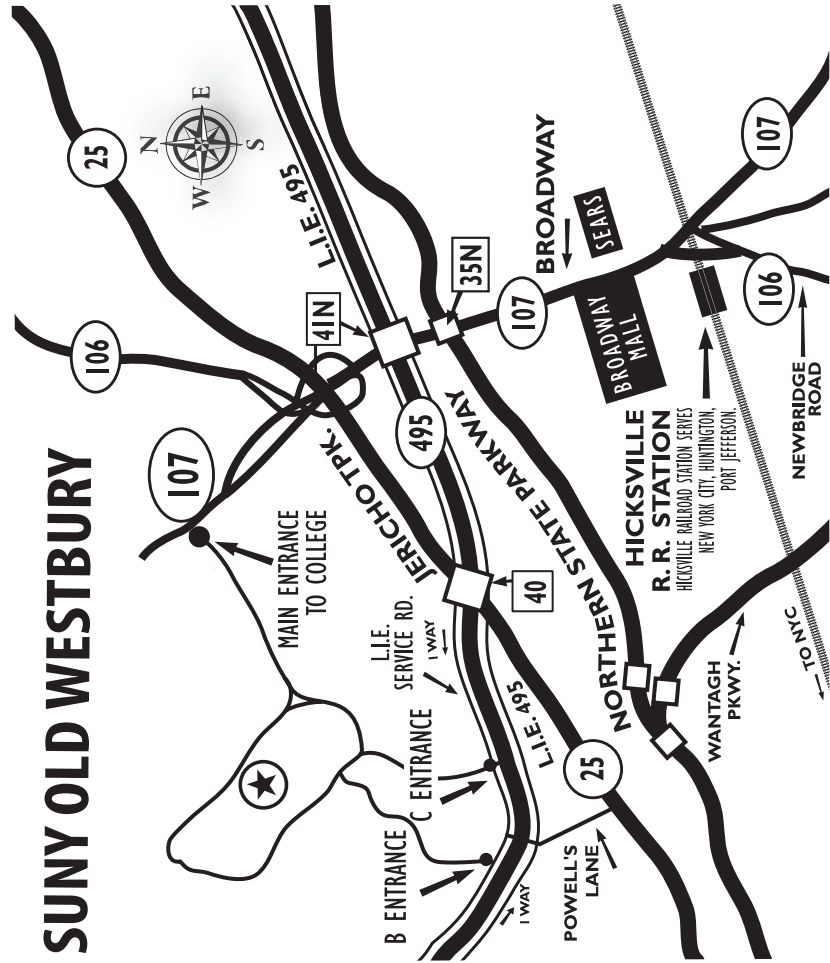 SUNY OLD WESTBURY
106
25
N
W
E
S
107
MAIN ENTRANCE
TO COLLEGE
41N
L.I.E. 495
JERICHO TPK.
495
35N
107
BROADWAY
SEARS
BROADWAY
MALL
107
106
NEWBRIDGE
ROAD
HICKSVILLE
R. R. STATION
HICKSVILLE RAILROAD STATION SERVES
NEW YORK CITY, HUNTINGTON,
PORT JEFFERSON.
NORTHERN STATE PARKWAY
40
L.I.E.
SERVICE RD.
1 WAY
C ENTRANCE
B ENTRANCE
L.I.E. 495
25
1 WAY
POWELL'S
LANE
WANTAGH
PKWY.
TO NYC